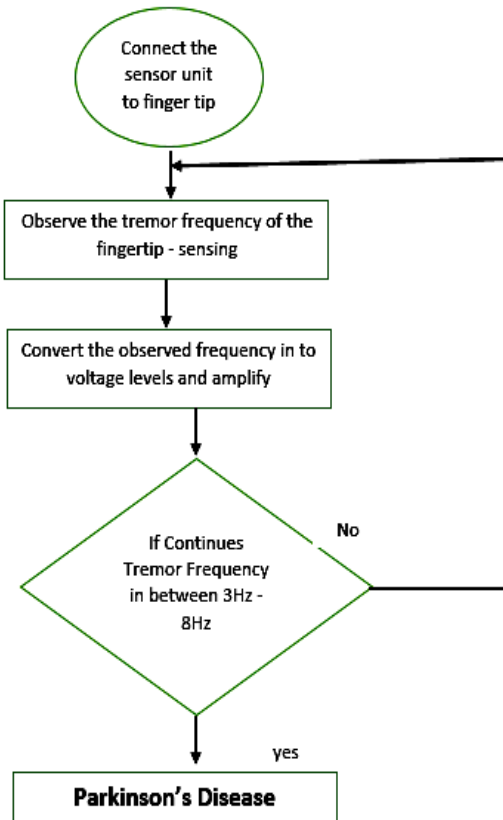 Connect the
sensor unit
to finger tip
Observe the tremor frequency of the
fingertip - sensing
Convert the observed frequency in to
voltage levels and amplify
If Continues
Tremor Frequency
in between 3Hz -
8Hz
No
yes
Parkinson's Disease